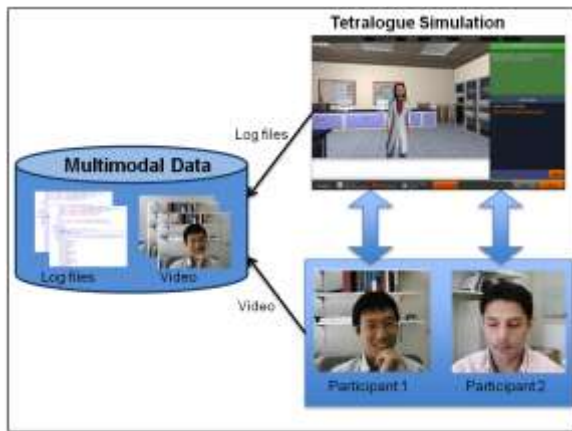 Tetralogue Simulation
Log files
Multimodal Data
Log files
Video
Video
Participant 1
Participant 2